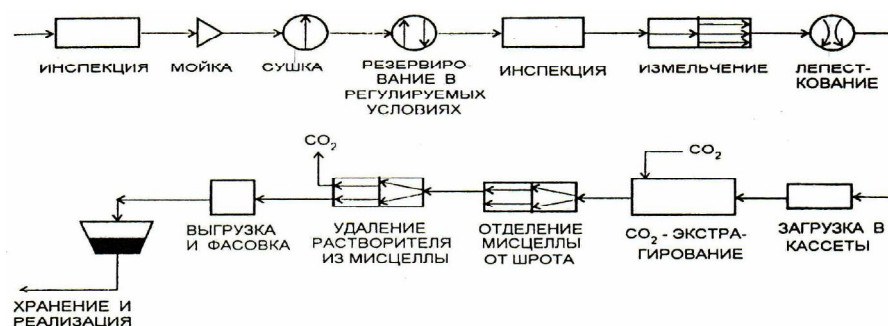 ИНСПЕКЦИЯ
МОЙКА
СУШКА
РЕЗЕРВИРО-
ВАНИЕ В
РЕГУЛИРУЕМЫХ
УСЛОВИЯХ
ИНСПЕКЦИЯ
ИЗМЕЛЬЧЕНИЕ
ЛЕПЕСТ-
КОВАНИЕ
CO₂
CO₂
ВЫГРУЗКА
И ФАСОВКА
УДАЛЕНИЕ
РАСТВОРИТЕЛЯ
ИЗ МИСЦЕЛЛЫ
ОТДЕЛЕНИЕ
МИСЦЕЛЛЫ
ОТ ШРОТА
CO₂ - ЭКСТРА-
ГИРОВАНИЕ
ЗАГРУЗКА В
КАССЕТЫ
ХРАНЕНИЕ И
РЕАЛИЗАЦИЯ